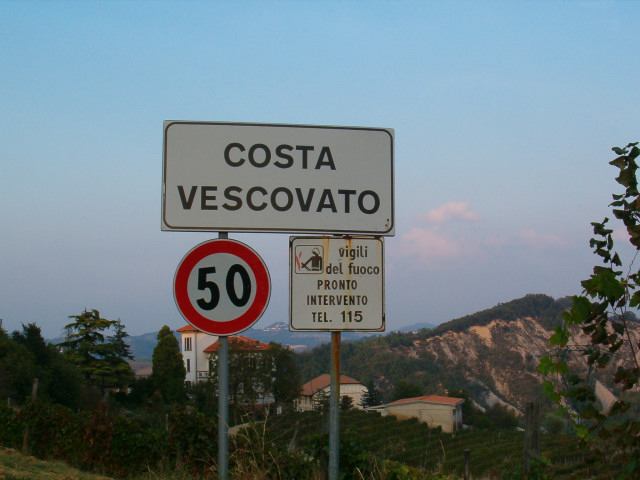 COSTA
VESCOVATO
50
vigili
del fuoco
PRONTO
INTERVENTO
TEL. 115